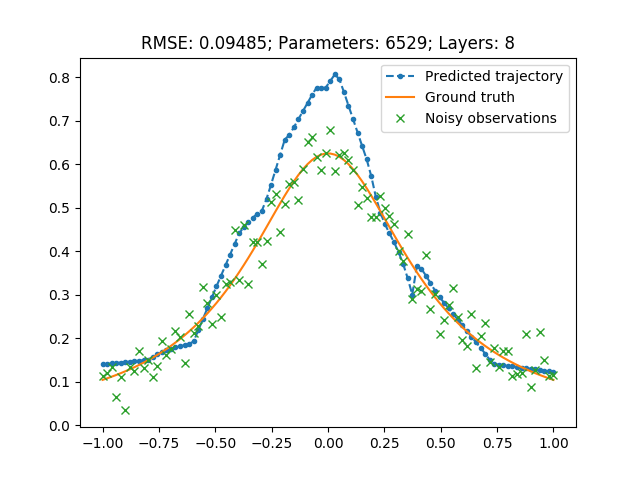 RMSE: 0.09485; Parameters: 6529; Layers: 8
Predicted trajectory
Ground truth
Noisy observations
0.8
0.7
0.6
0.5
0.4
0.3
0.2
0.1
0.0
−1.00 −0.75 −0.50 −0.25 0.00 0.25 0.50 0.75 1.00